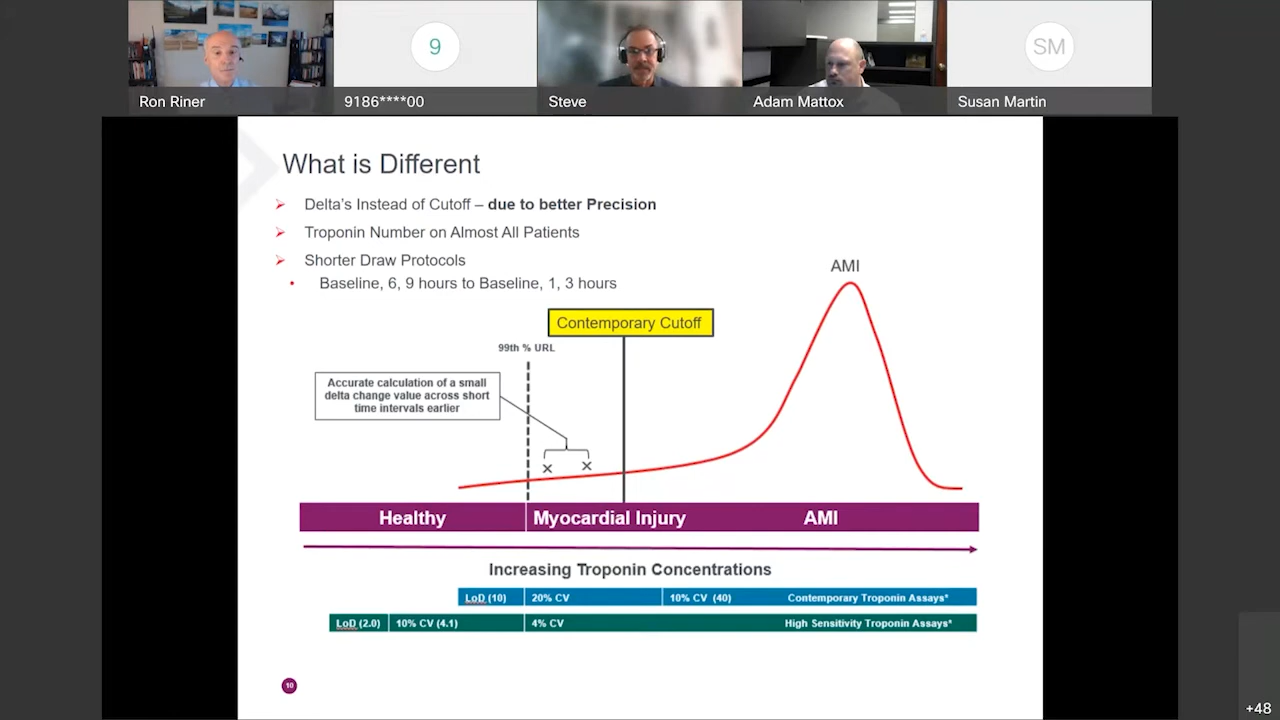 Ron Riner
9
9186****00
Steve
Adam Mattox
SM
Susan Martin
What is Different
Delta's Instead of Cutoff – due to better Precision
Troponin Number on Almost All Patients
Shorter Draw Protocols
Baseline, 6, 9 hours to Baseline, 1, 3 hours
AMI
Contemporary Cutoff
99th % URL
Accurate calculation of a small
delta change value across short
time intervals earlier
Healthy
Myocardial Injury
AMI
Increasing Troponin Concentrations
LoD (10)
20% CV
10% CV (40)
Contemporary Troponin Assays*
LoD (2.0)
10% CV (4.1)
4% CV
High Sensitivity Troponin Assays*
10
+48